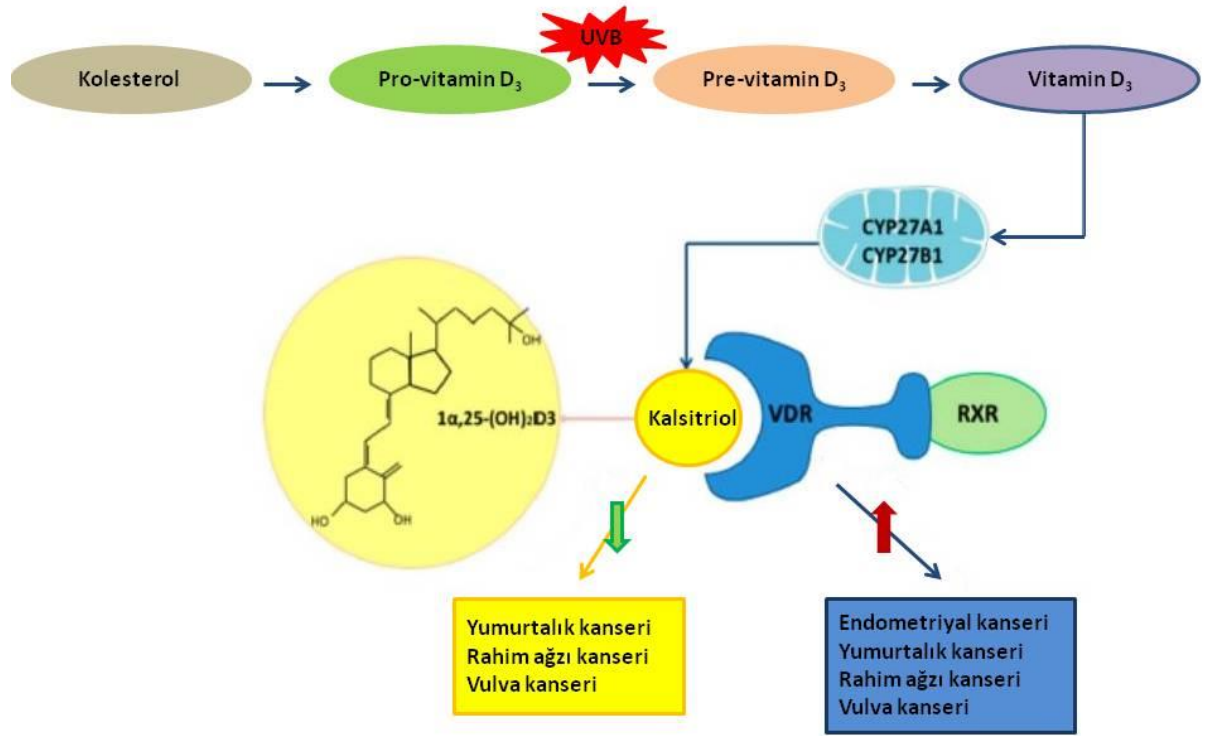 UVB
Kolesterol
Pro-vitamin D₃
Pre-vitamin D₃
Vitamin D₃
CYP27A1
CYP27B1
OH
1α,25-(OH)₂D3
Kalsitriol
VDR
RXR
HO
OH
Yumurtalık kanseri
Rahim ağzı kanseri
Vulva kanseri
Endometriyal kanseri
Yumurtalık kanseri
Rahim ağzı kanseri
Vulva kanseri